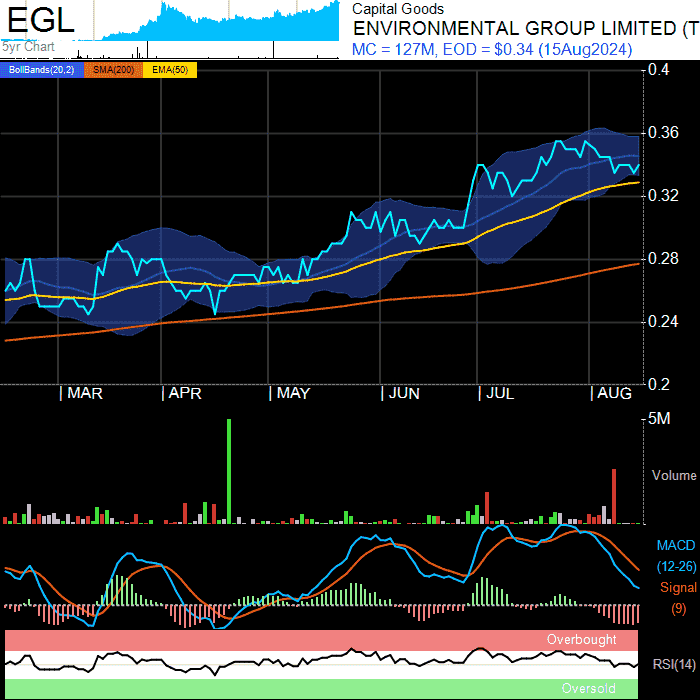 EGL
5yr Chart
Capital Goods
ENVIRONMENTAL GROUP LIMITED (T
MC = 127M, EOD = $0.34 (15Aug2024)
BollBands(20,2) SMA(200) EMA(50)
0.4
0.36
0.32
0.28
0.24
0.2
| MAR | APR | MAY | JUN | JUL | AUG
5M
Volume
MACD
(12-26)
Signal
(9)
Overbought
RSI(14)
Oversold